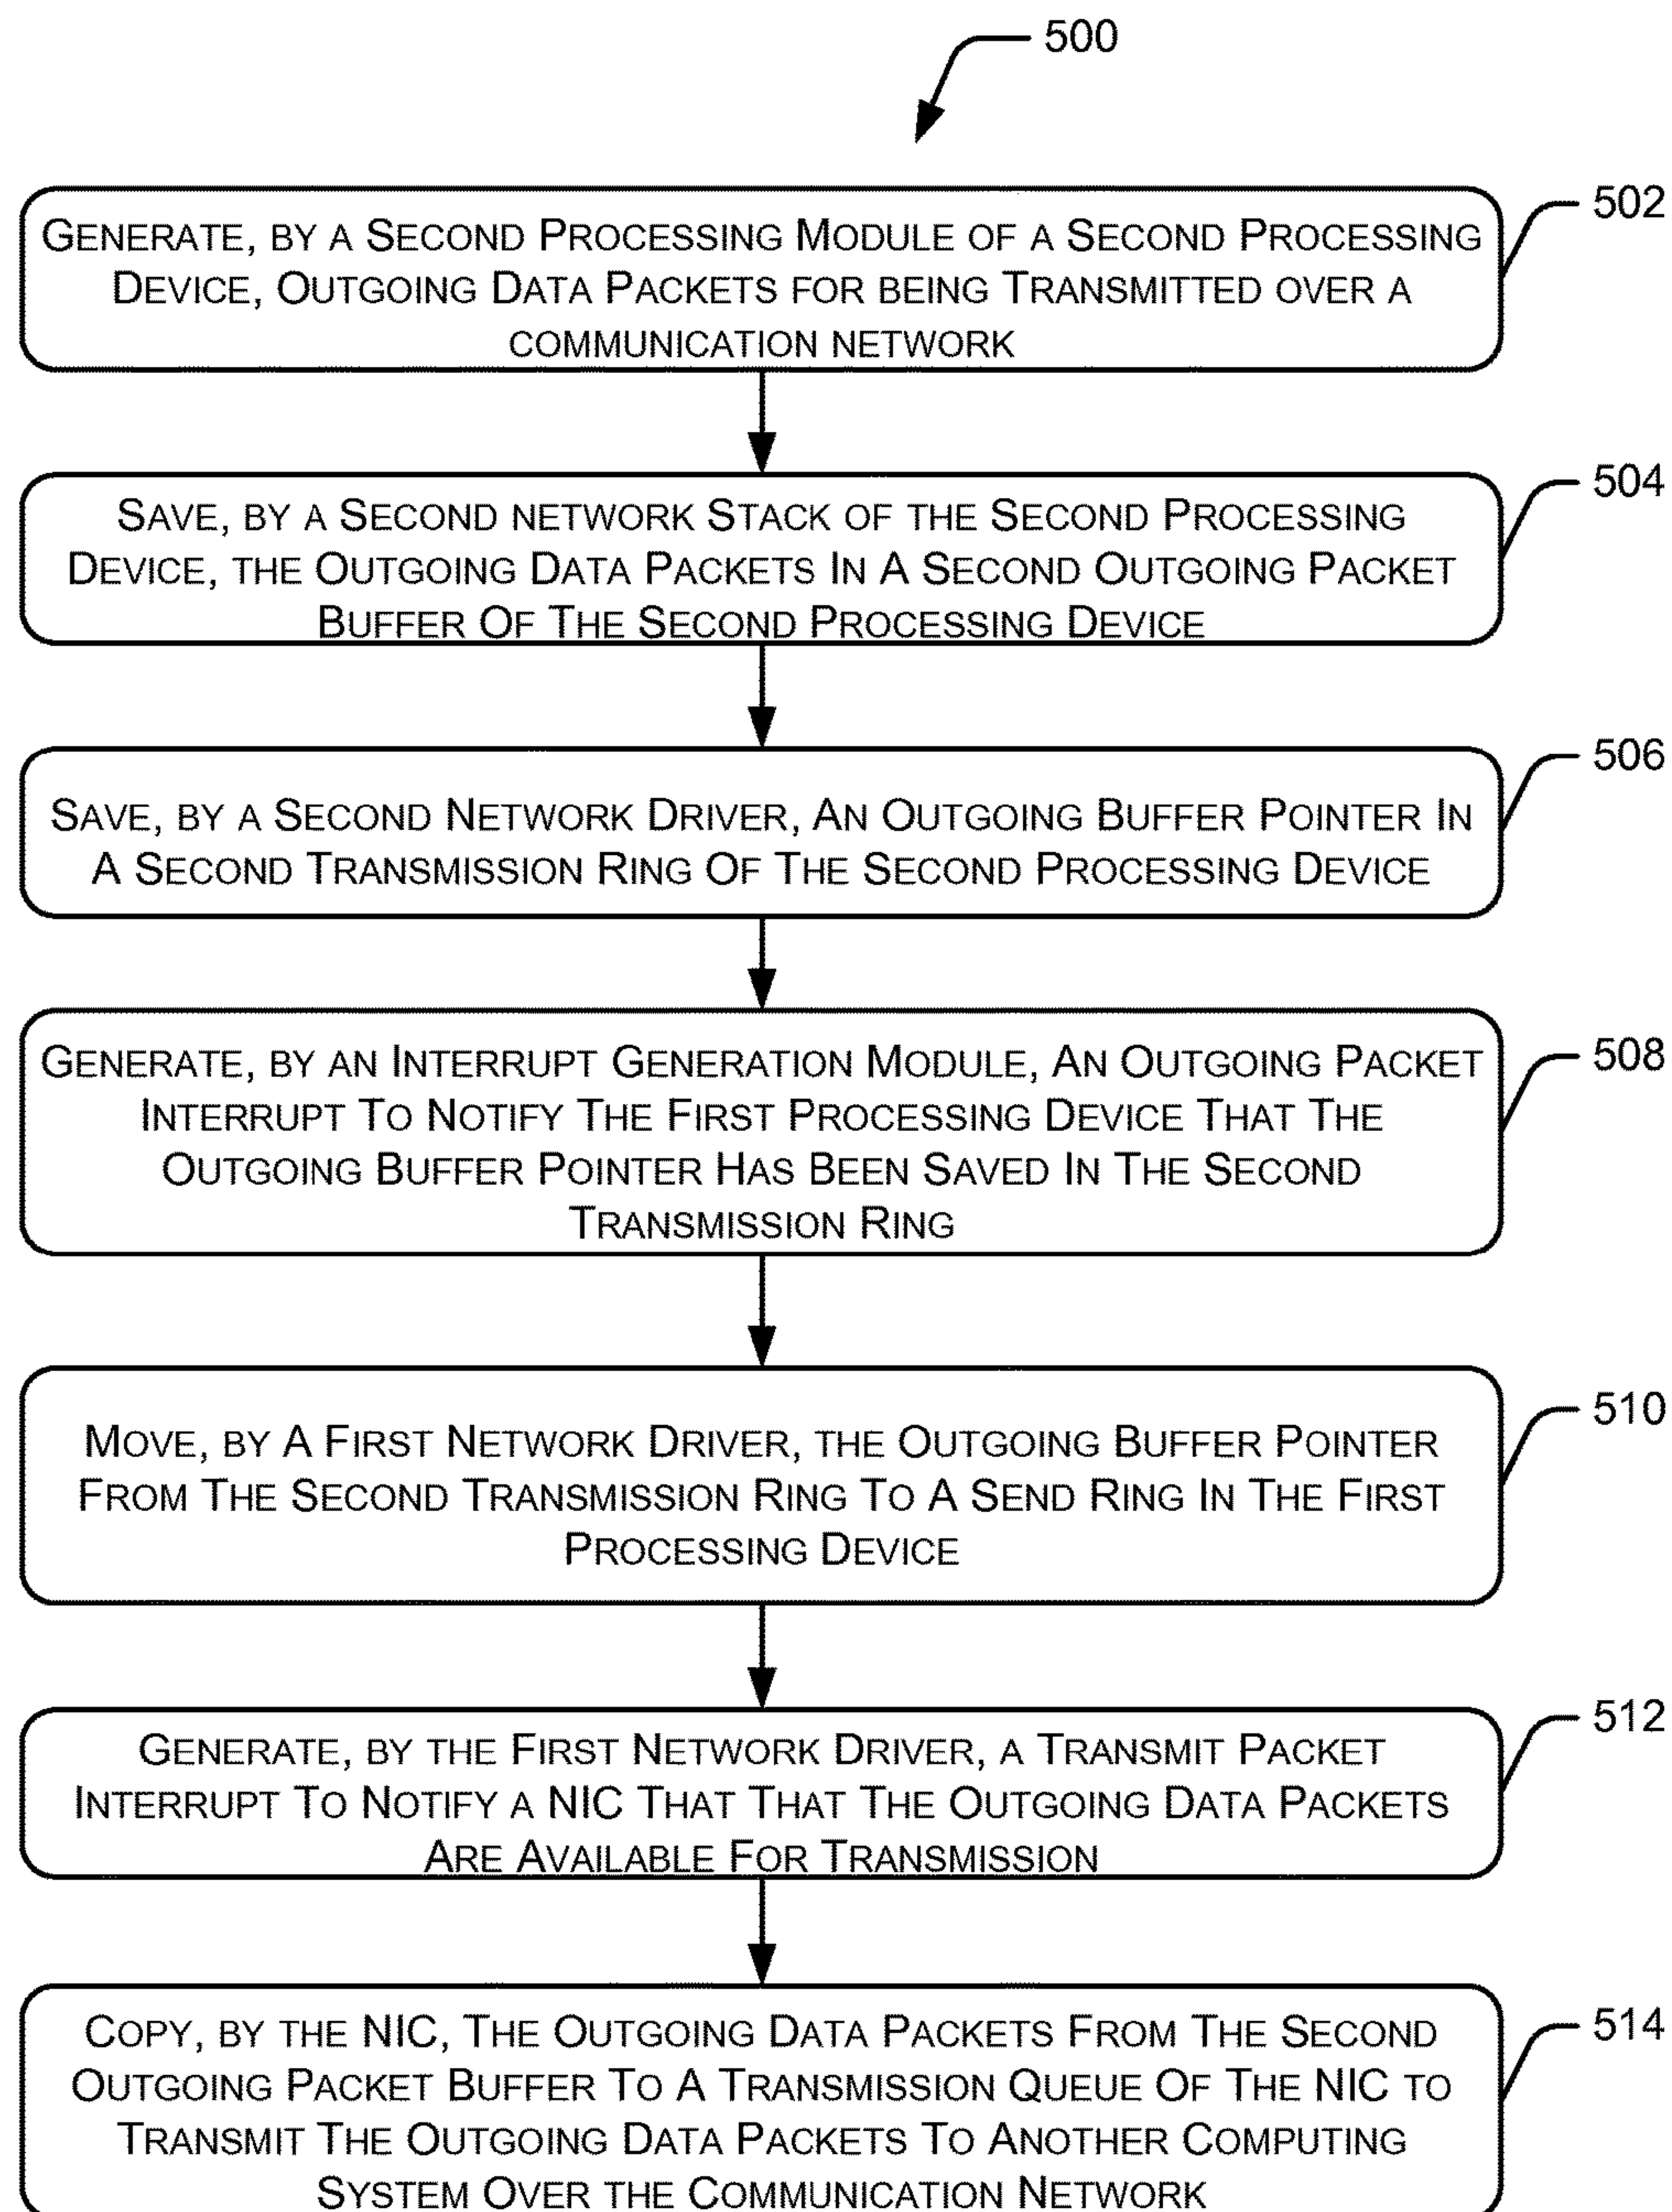 500
502
GENERATE, BY A SECOND PROCESSING MODULE OF A SECOND PROCESSING
DEVICE, OUTGOING DATA PACKETS FOR BEING TRANSMITTED OVER A
COMMUNICATION NETWORK
504
SAVE, BY A SECOND NETWORK STACK OF THE SECOND PROCESSING
DEVICE, THE OUTGOING DATA PACKETS IN A SECOND OUTGOING PACKET
BUFFER OF THE SECOND PROCESSING DEVICE
506
SAVE, BY A SECOND NETWORK DRIVER, AN OUTGOING BUFFER POINTER IN
A SECOND TRANSMISSION RING OF THE SECOND PROCESSING DEVICE
508
GENERATE, BY AN INTERRUPT GENERATION MODULE, AN OUTGOING PACKET
INTERRUPT TO NOTIFY THE FIRST PROCESSING DEVICE THAT THE
OUTGOING BUFFER POINTER HAS BEEN SAVED IN THE SECOND
TRANSMISSION RING
510
MOVE, BY A FIRST NETWORK DRIVER, THE OUTGOING BUFFER POINTER
FROM THE SECOND TRANSMISSION RING TO A SEND RING IN THE FIRST
PROCESSING DEVICE
512
GENERATE, BY THE FIRST NETWORK DRIVER, A TRANSMIT PACKET
INTERRUPT TO NOTIFY A NIC THAT THAT THE OUTGOING DATA PACKETS
ARE AVAILABLE FOR TRANSMISSION
514
COPY, BY THE NIC, THE OUTGOING DATA PACKETS FROM THE SECOND
OUTGOING PACKET BUFFER TO A TRANSMISSION QUEUE OF THE NIC TO
TRANSMIT THE OUTGOING DATA PACKETS TO ANOTHER COMPUTING
SYSTEM OVER THE COMMUNICATION NETWORK